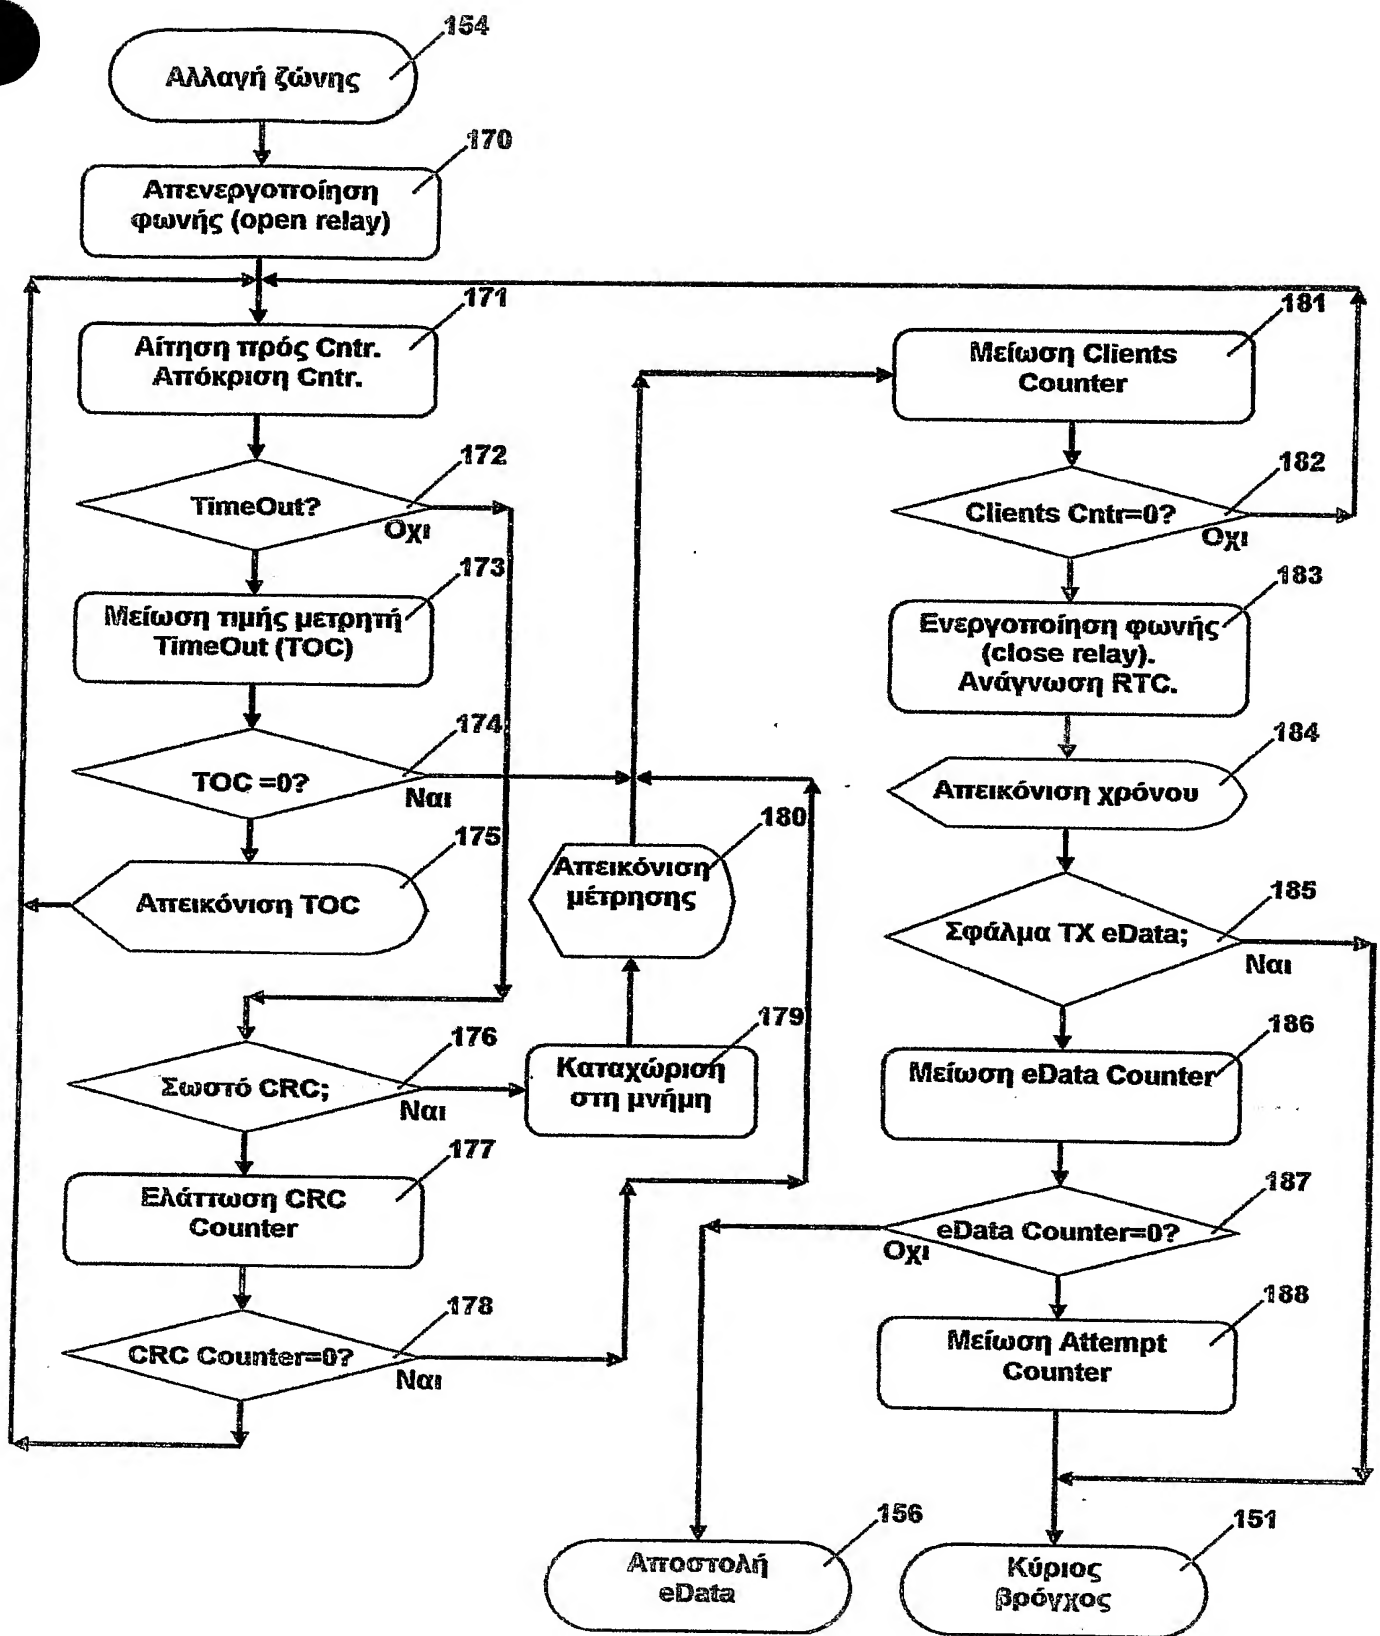 154
Αλλαγή ζώνης
170
Απενεργοποίηση
φωνής (open relay)
171
Αίτηση πρός Cntr.
Απόκριση Cntr.
172
TimeOut?
Οχι
173
Μείωση τιμής μετρητή
TimeOut (TOC)
174
TOC =0?
Ναι
175
Απεικόνιση TOC
176
Σωστό CRC;
Ναι
177
Ελάττωση CRC
Counter
178
CRC Counter=0?
Ναι
179
Καταχώριση
στη μνήμη
180
Απεικόνιση
μέτρησης
181
Μείωση Clients
Counter
182
Clients Cntr=0?
Οχι
183
Ενεργοποίηση φωνής
(close relay).
Ανάγνωση RTC.
184
Απεικόνιση χρόνου
185
Σφάλμα TX eData;
Ναι
186
Μείωση eData Counter
187
eData Counter=0?
Οχι
188
Μείωση Attempt
Counter
156
Αποστολή
eData
151
Κύριος
βρόγχος